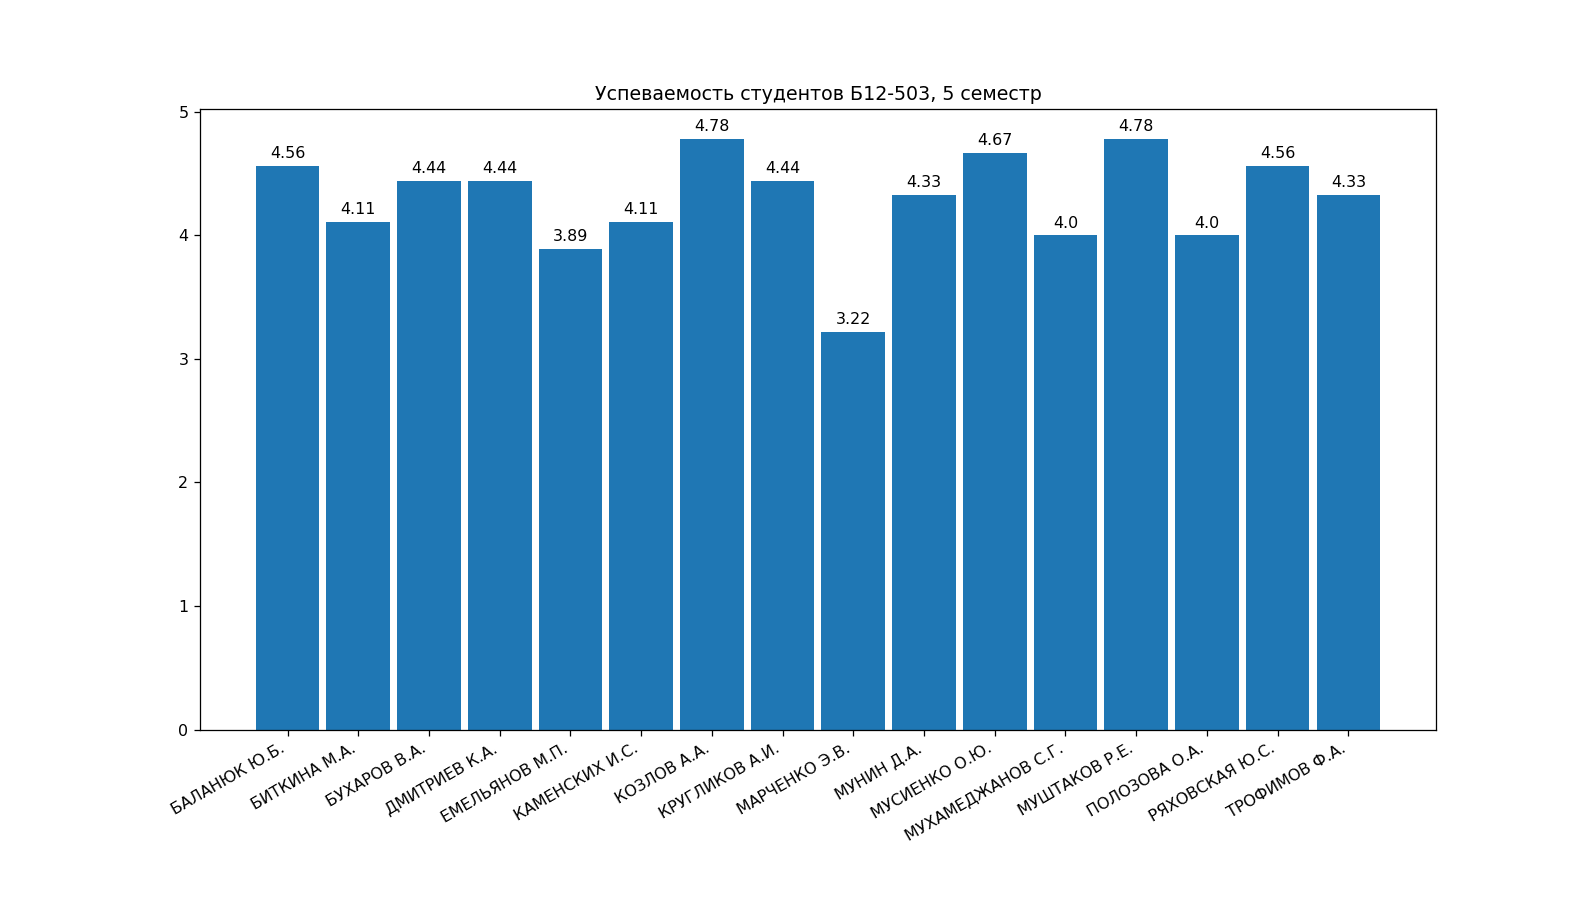 Успеваемость студентов Б12-503, 5 семестр
5
4
3
2
1
0
4.56
4.11
4.44
4.44
3.89
4.11
4.78
4.44
3.22
4.33
4.67
4.0
4.78
4.0
4.56
4.33
БАЛАНЮК Ю.Б.
БИТКИНА М.А.
БУХАРОВ В.А.
ДМИТРИЕВ К.А.
ЕМЕЛЬЯНОВ М.П.
КАМЕНСКИХ И.С.
КОЗЛОВ А.А.
КРУГЛИКОВ А.И.
МАРЧЕНКО Э.В.
МУНИН Д.А.
МУСИЕНКО О.Ю.
МУХАМЕДЖАНОВ С.Г.
МУШТАКОВ Р.Е.
ПОЛОЗОВА О.А.
РЯХОВСКАЯ Ю.С.
ТРОФИМОВ Ф.А.